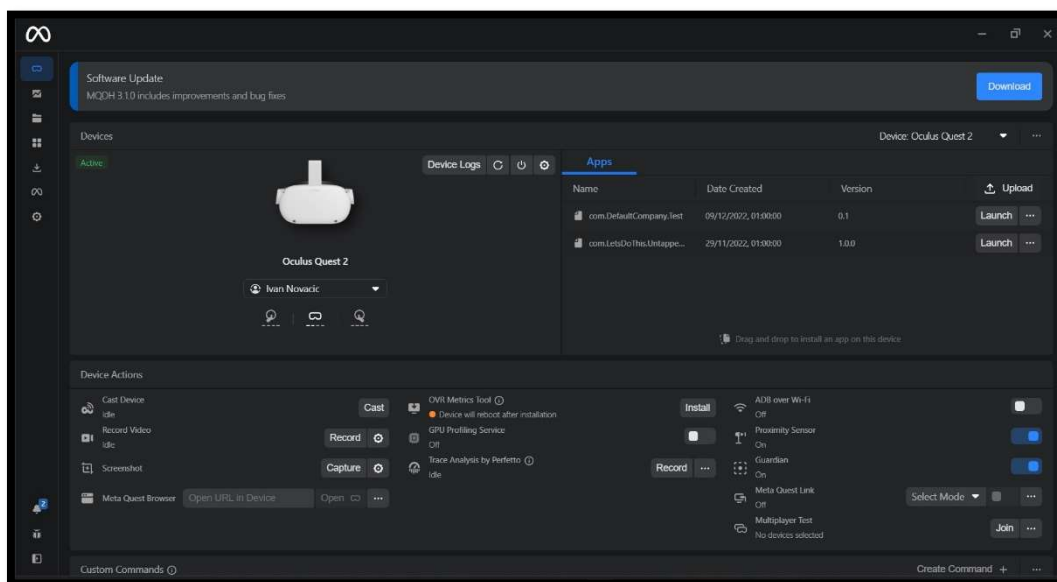 Software Update
MQDH 3.1.0 includes improvements and bug fixes
Download
Devices
Device: Oculus Quest 2
Active
Device Logs
Apps
Name Date Created Version Upload
com.DefaultCompany.Test 09/12/2022, 01:00:00 0.1 Launch
com.LetsDoThis.Untappe... 29/11/2022, 01:00:00 1.0.0 Launch
Oculus Quest 2
Ivan Novacic
Drag and drop to install an app on this device
Device Actions
Cast Device
Idle
Cast
Record Video
Idle
Record
Screenshot
Capture
Meta Quest Browser Open URL in Device Open
OVR Metrics Tool
Device will reboot after installation
Install
GPU Profiling Service
Off
Trace Analysis by Perfetto
Idle
Record
ADB over Wi-Fi
Off
Proximity Sensor
On
Guardian
On
Meta Quest Link
Off
Select Mode
Multiplayer Test
No devices selected
Join
2
Custom Commands
Create Command +